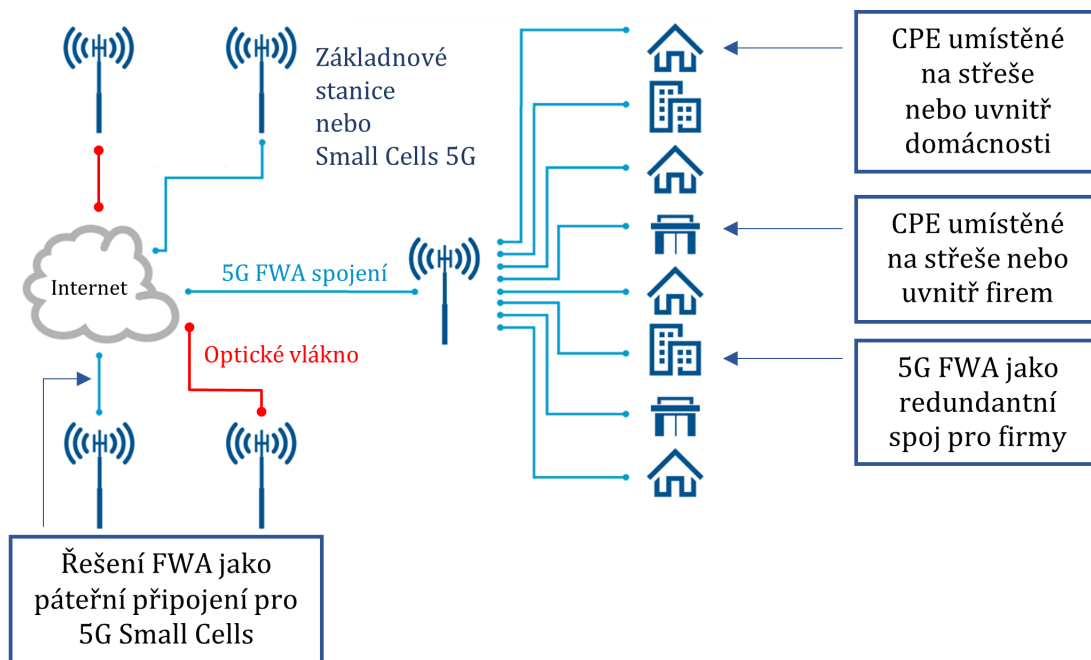 Základnové
stanice
nebo
Small Cells 5G
CPE umístěné
na střeše
nebo uvnitř
domácnosti
Internet
5G FWA spojení
CPE umístěné
na střeše nebo
uvnitř firem
Optické vlákno
5G FWA jako
redundantní
spoj pro firmy
Řešení FWA jako
páteřní připojení pro
5G Small Cells